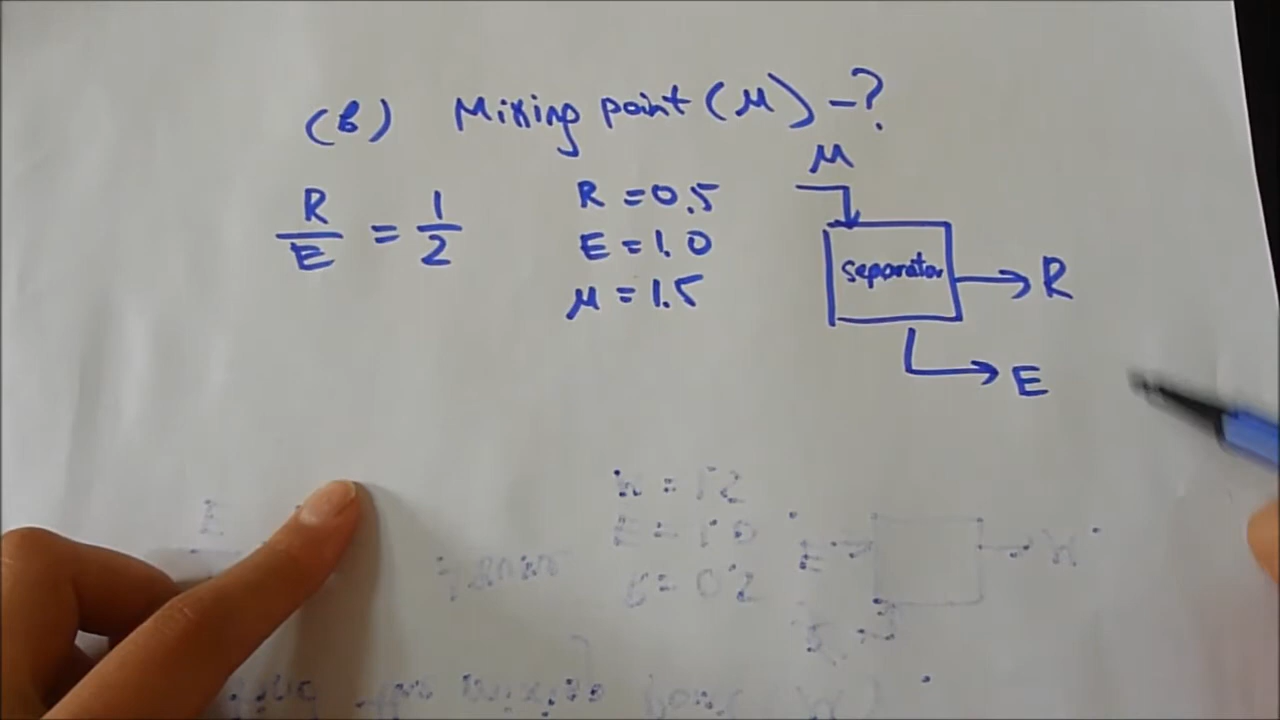 (b) Mixing point (M) - ?
R/E = 1/2
R = 0.5
E = 1.0
M = 1.5
M
separator
R
E